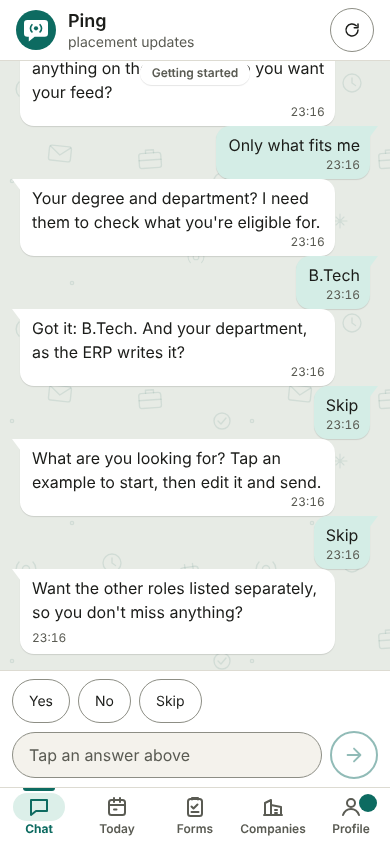 Ping
placement updates
anything on th
Getting started
you want
your feed?
23:16
Only what fits me
23:16
Your degree and department? I need
them to check what you're eligible for.
23:16
B.Tech
23:16
Got it: B.Tech. And your department,
as the ERP writes it?
23:16
Skip
23:16
What are you looking for? Tap an
example to start, then edit it and send.
23:16
Skip
23:16
Want the other roles listed separately,
so you don't miss anything?
23:16
Yes
No
Skip
Tap an answer above
Chat
Today
Forms
Companies
Profile